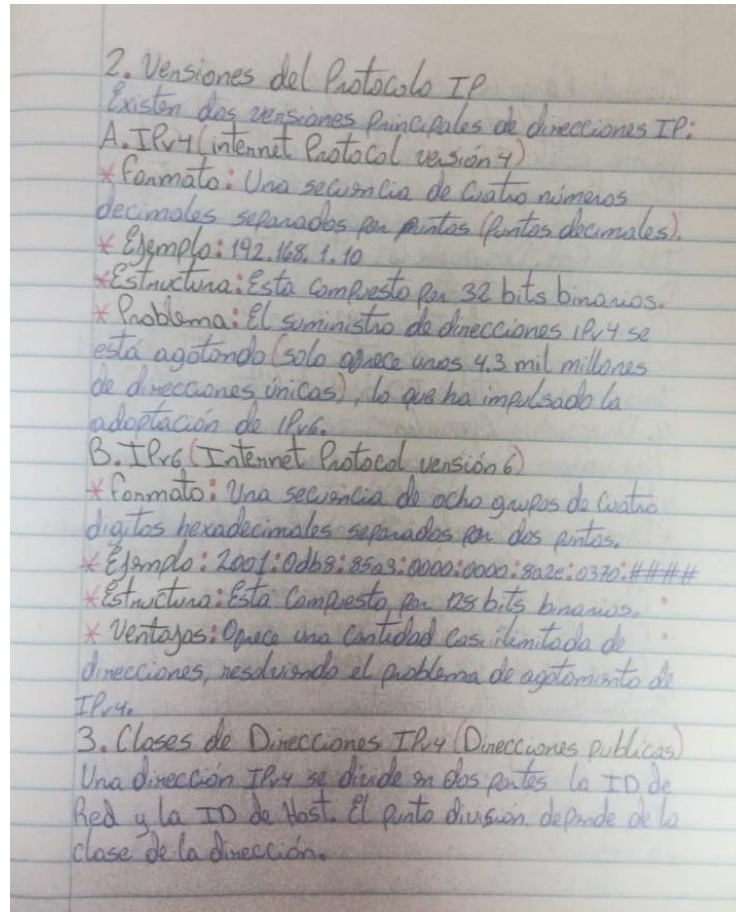 2. Versiones del Protocolo IP
Existen dos versiones principales de direcciones IP:
A. IPv4 (internet Protocol versión 4)
* formato: Una secuencia de cuatro números
decimales separados por puntos (puntos decimales).
* Ejemplo: 192.168.1.10
* Estructura: Esta compuesto por 32 bits binarios.
* Problema: El suministro de direcciones IPv4 se
está agotando (solo ofrece unos 4.3 mil millones
de direcciones únicas), lo que ha impulsado la
adoptación de IPv6.
B. IPv6 (Internet Protocol versión 6)
* formato: Una secuencia de ocho grupos de cuatro
digitos hexadecimales separados por dos puntos.
* Ejemplo: 2001:0db8:85a3:0000:0000:8a2e:0370:####
* Estructura: Esta compuesto por 128 bits binarios.
* Ventajas: Ofrece una cantidad casi ilimitada de
direcciones, resolviendo el problema de agotamiento de
IPv4.
3. Clases de Direcciones IPv4 (Direcciones publicas)
Una dirección IPv4 se divide en dos partes la ID de
Red y la ID de Host. El punto división depende de la
clase de la dirección.